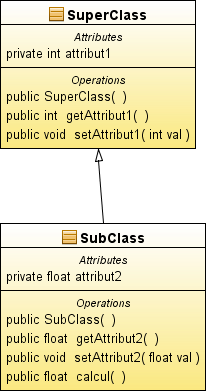 SuperClass
Attributes
private int attribut1
Operations
public SuperClass( )
public int getAttribut1( )
public void setAttribut1( int val )
SubClass
Attributes
private float attribut2
Operations
public SubClass( )
public float getAttribut2( )
public void setAttribut2( float val )
public float calcul( )